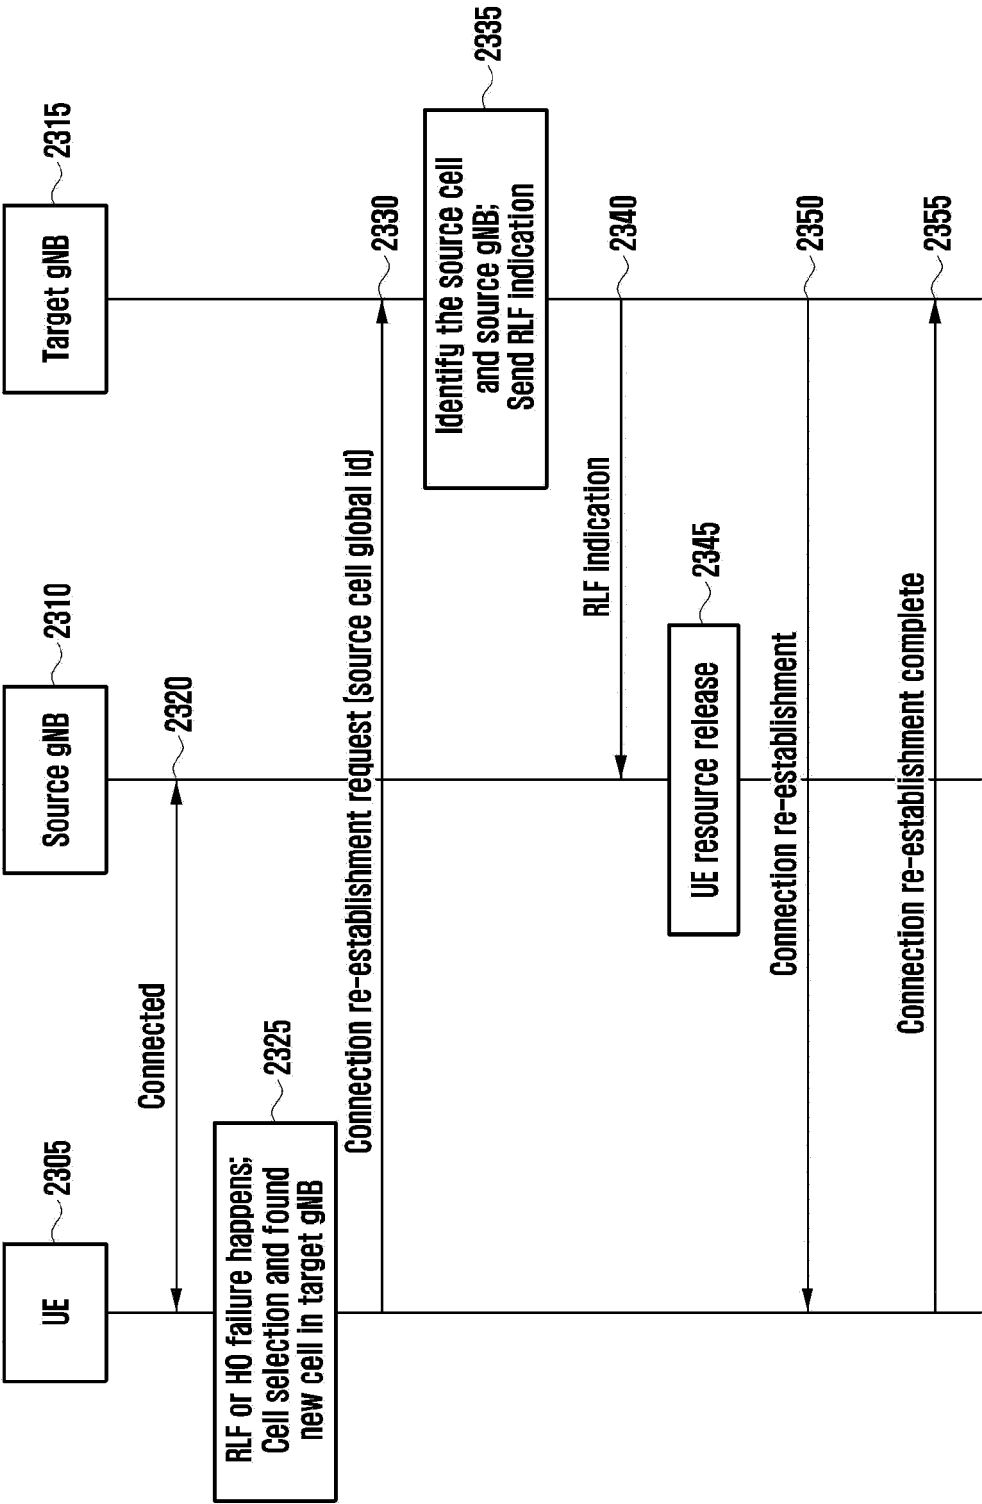 UE
2305
Source gNB
2310
Target gNB
2315
Connected
2320
RLF or HO failure happens;
Cell selection and found
new cell in target gNB
2325
Connection re-establishment request (source cell global id)
2330
Identify the source cell
and source gNB;
Send RLF indication
2335
RLF indication
2340
UE resource release
2345
Connection re-establishment
2350
Connection re-establishment complete
2355